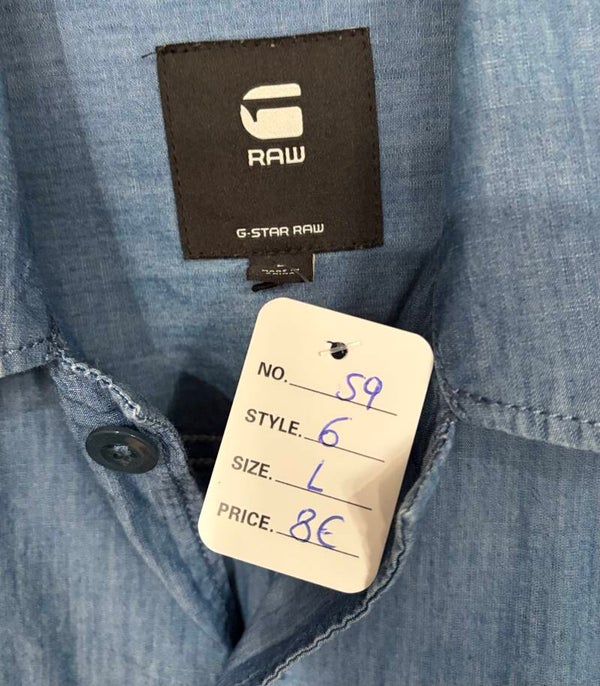 RAW
G-STAR RAW
L
NO. 59
STYLE. 6
SIZE. L
PRICE. 8€